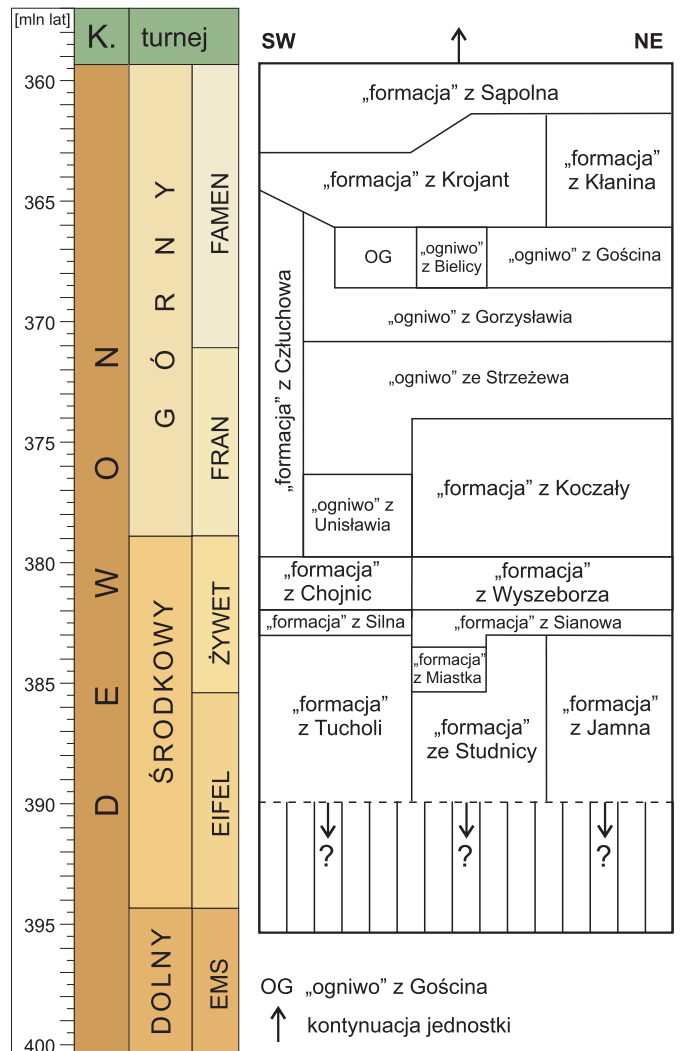 [mln lat]
K.
turnej
360
365
370
375
380
385
390
395
400
DEWON
GÓRNY
ŚRODKOWY
DOLNY
FAMEN
FRAN
ŻYWET
EIFEL
EMS
SW
NE
„formacja” z Sąpolna
„formacja” z Krojant
„formacja”
z Kłanina
„formacja” z Człuchowa
OG
„ogniwo”
z Bielicy
„ogniwo” z Gościna
„ogniwo” z Gorzysławia
„ogniwo” ze Strzeżewa
„ogniwo” z
Unisławia
„formacja” z Koczały
„formacja”
z Chojnic
„formacja”
z Wyszeborza
„formacja” z Silna
„formacja” z Sianowa
„formacja”
z Miastka
„formacja”
z Tucholi
„formacja”
ze Studnicy
„formacja”
z Jamna
?
?
?
OG „ogniwo” z Gościna
kontynuacja jednostki